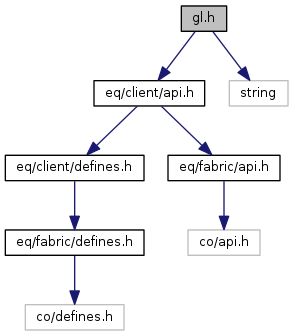 gl.h
eq/client/api.h
string
eq/client/defines.h
eq/fabric/api.h
eq/fabric/defines.h
co/api.h
co/defines.h